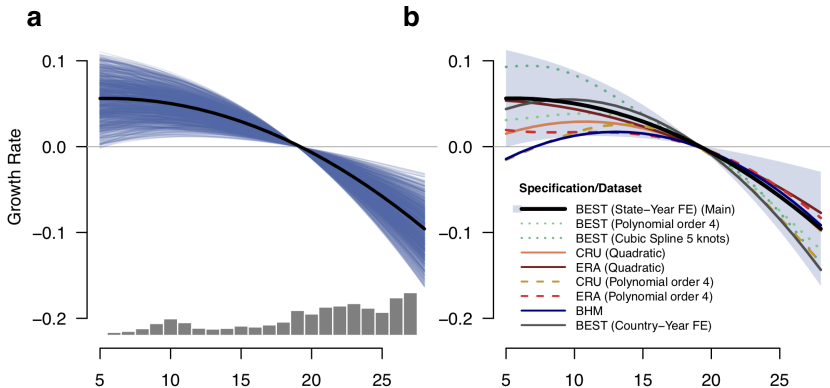 a
b
0.1
0.0
−0.1
−0.2
Growth Rate
5
10
15
20
25
0.1
0.0
−0.1
−0.2
Specification/Dataset
BEST (State−Year FE) (Main)
BEST (Polynomial order 4)
BEST (Cubic Spline 5 knots)
CRU (Quadratic)
ERA (Quadratic)
CRU (Polynomial order 4)
ERA (Polynomial order 4)
BHM
BEST (Country−Year FE)
5
10
15
20
25